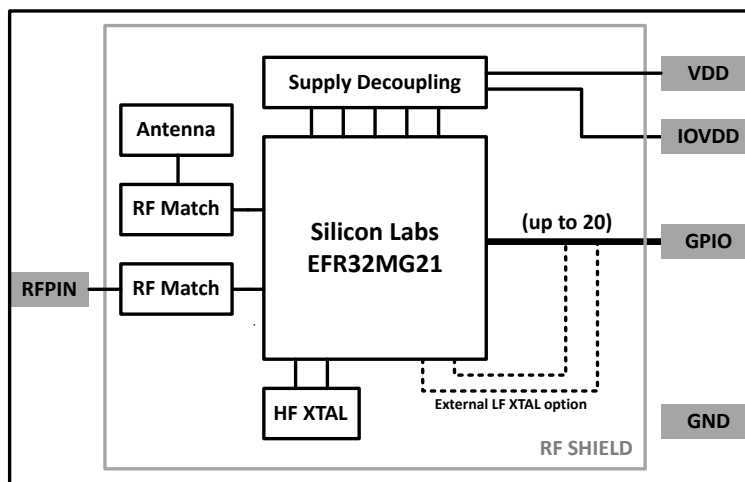 Supply Decoupling
VDD
Antenna
IOVDD
RF Match
Silicon Labs
EFR32MG21
(up to 20)
GPIO
RFPIN
RF Match
External LF XTAL option
HF XTAL
GND
RF SHIELD